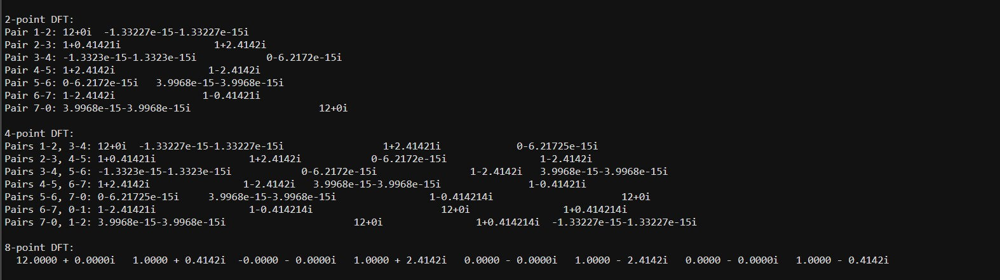 2-point DFT:
Pair 1-2: 12+0i  -1.33227e-15-1.33227e-15i
Pair 2-3: 1+0.41421i                1+2.4142i
Pair 3-4: -1.3323e-15-1.3323e-15i            0-6.2172e-15i
Pair 4-5: 1+2.4142i                1-2.4142i
Pair 5-6: 0-6.2172e-15i   3.9968e-15-3.9968e-15i
Pair 6-7: 1-2.4142i               1-0.41421i
Pair 7-0: 3.9968e-15-3.9968e-15i                      12+0i
4-point DFT:
Pairs 1-2, 3-4: 12+0i  -1.33227e-15-1.33227e-15i                 1+2.41421i             0-6.21725e-15i
Pairs 2-3, 4-5: 1+0.41421i                1+2.4142i            0-6.2172e-15i                1-2.4142i
Pairs 3-4, 5-6: -1.3323e-15-1.3323e-15i            0-6.2172e-15i                1-2.4142i   3.9968e-15-3.9968e-15i
Pairs 4-5, 6-7: 1+2.4142i                1-2.4142i   3.9968e-15-3.9968e-15i               1-0.41421i
Pairs 5-6, 7-0: 0-6.21725e-15i     3.9968e-15-3.9968e-15i                1-0.414214i                      12+0i
Pairs 6-7, 0-1: 1-2.41421i                1-0.414214i                      12+0i                1+0.414214i
Pairs 7-0, 1-2: 3.9968e-15-3.9968e-15i                      12+0i                1+0.414214i  -1.33227e-15-1.33227e-15i
8-point DFT:
12.0000 + 0.0000i   1.0000 + 0.4142i  -0.0000 - 0.0000i   1.0000 + 2.4142i   0.0000 - 0.0000i   1.0000 - 2.4142i   0.0000 - 0.0000i   1.0000 - 0.4142i